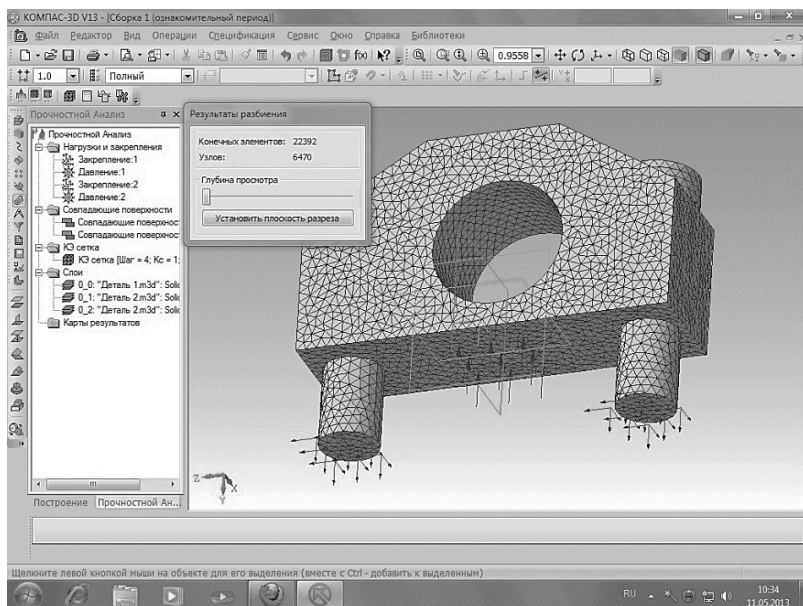 КОМПАС-3D V13 - [Сборка 1 (ознакомительный период)]
Файл Редактор Вид Операции Спецификация Сервис Окно Справка Библиотеки
0.9558
1.0 Полный
Прочностной Анализ
Прочностной Анализ
Нагрузки и закрепления
Закрепление:1
Давление:1
Закрепление:2
Давление:2
Совпадающие поверхности
Совпадающие поверхнос
Совпадающие поверхнос
КЭ сетка
КЭ сетка [Шаг = 4; Кс = 1;
Слои
0_0: "Деталь 1.m3d": Solid
0_1: "Деталь 2.m3d": Solid
0_2: "Деталь 2.m3d": Solid
Карты результатов
Построение Прочностной Ан...
Результаты разбиения
Конечных элементов: 22392
Узлов: 6470
Глубина просмотра
Установить плоскость разреза
Z X
Y
Щелкните левой кнопкой мыши на объекте для его выделения (вместе с Ctrl - добавить к выделенным)
RU
10:34
11.05.2013